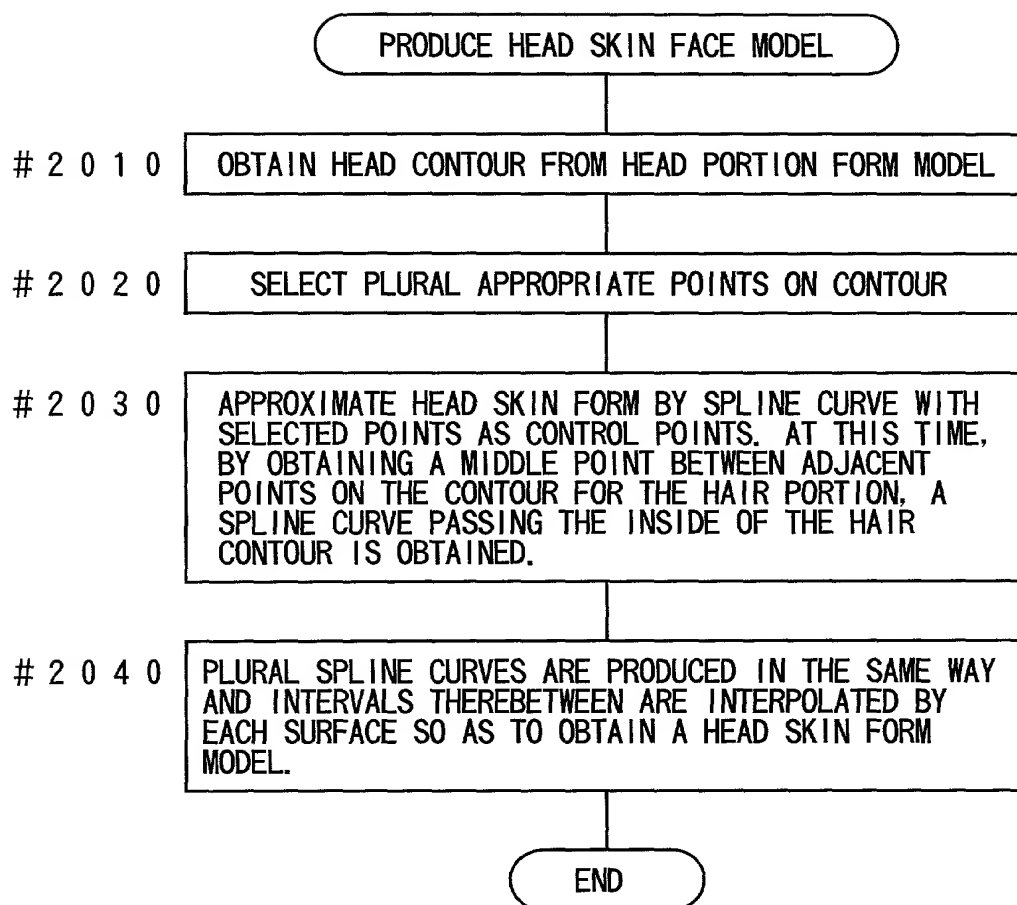 PRODUCE HEAD SKIN FACE MODEL
#2010
OBTAIN HEAD CONTOUR FROM HEAD PORTION FORM MODEL
#2020
SELECT PLURAL APPROPRIATE POINTS ON CONTOUR
#2030
APPROXIMATE HEAD SKIN FORM BY SPLINE CURVE WITH
SELECTED POINTS AS CONTROL POINTS. AT THIS TIME,
BY OBTAINING A MIDDLE POINT BETWEEN ADJACENT
POINTS ON THE CONTOUR FOR THE HAIR PORTION, A
SPLINE CURVE PASSING THE INSIDE OF THE HAIR
CONTOUR IS OBTAINED.
#2040
PLURAL SPLINE CURVES ARE PRODUCED IN THE SAME WAY
AND INTERVALS THEREBETWEEN ARE INTERPOLATED BY
EACH SURFACE SO AS TO OBTAIN A HEAD SKIN FORM
MODEL.
END